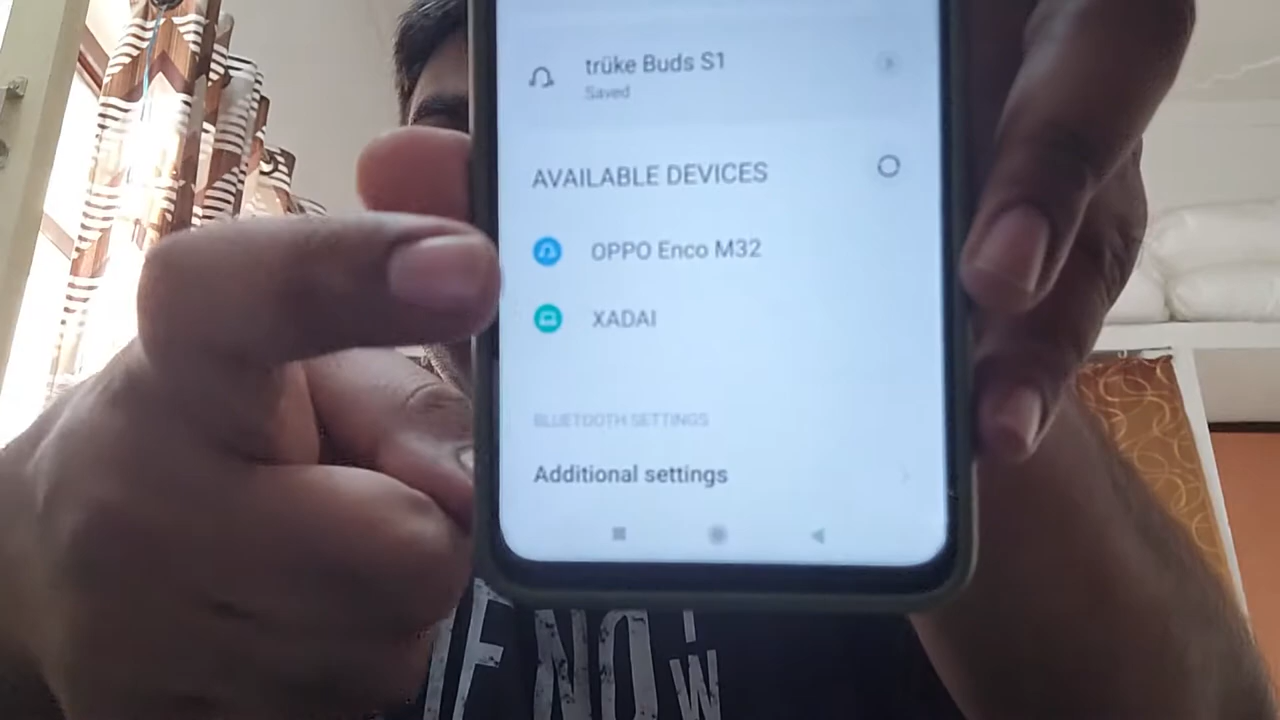 trüke Buds S1
Saved
AVAILABLE DEVICES
OPPO Enco M32
XADAI
BLUETOOTH SETTINGS
Additional settings